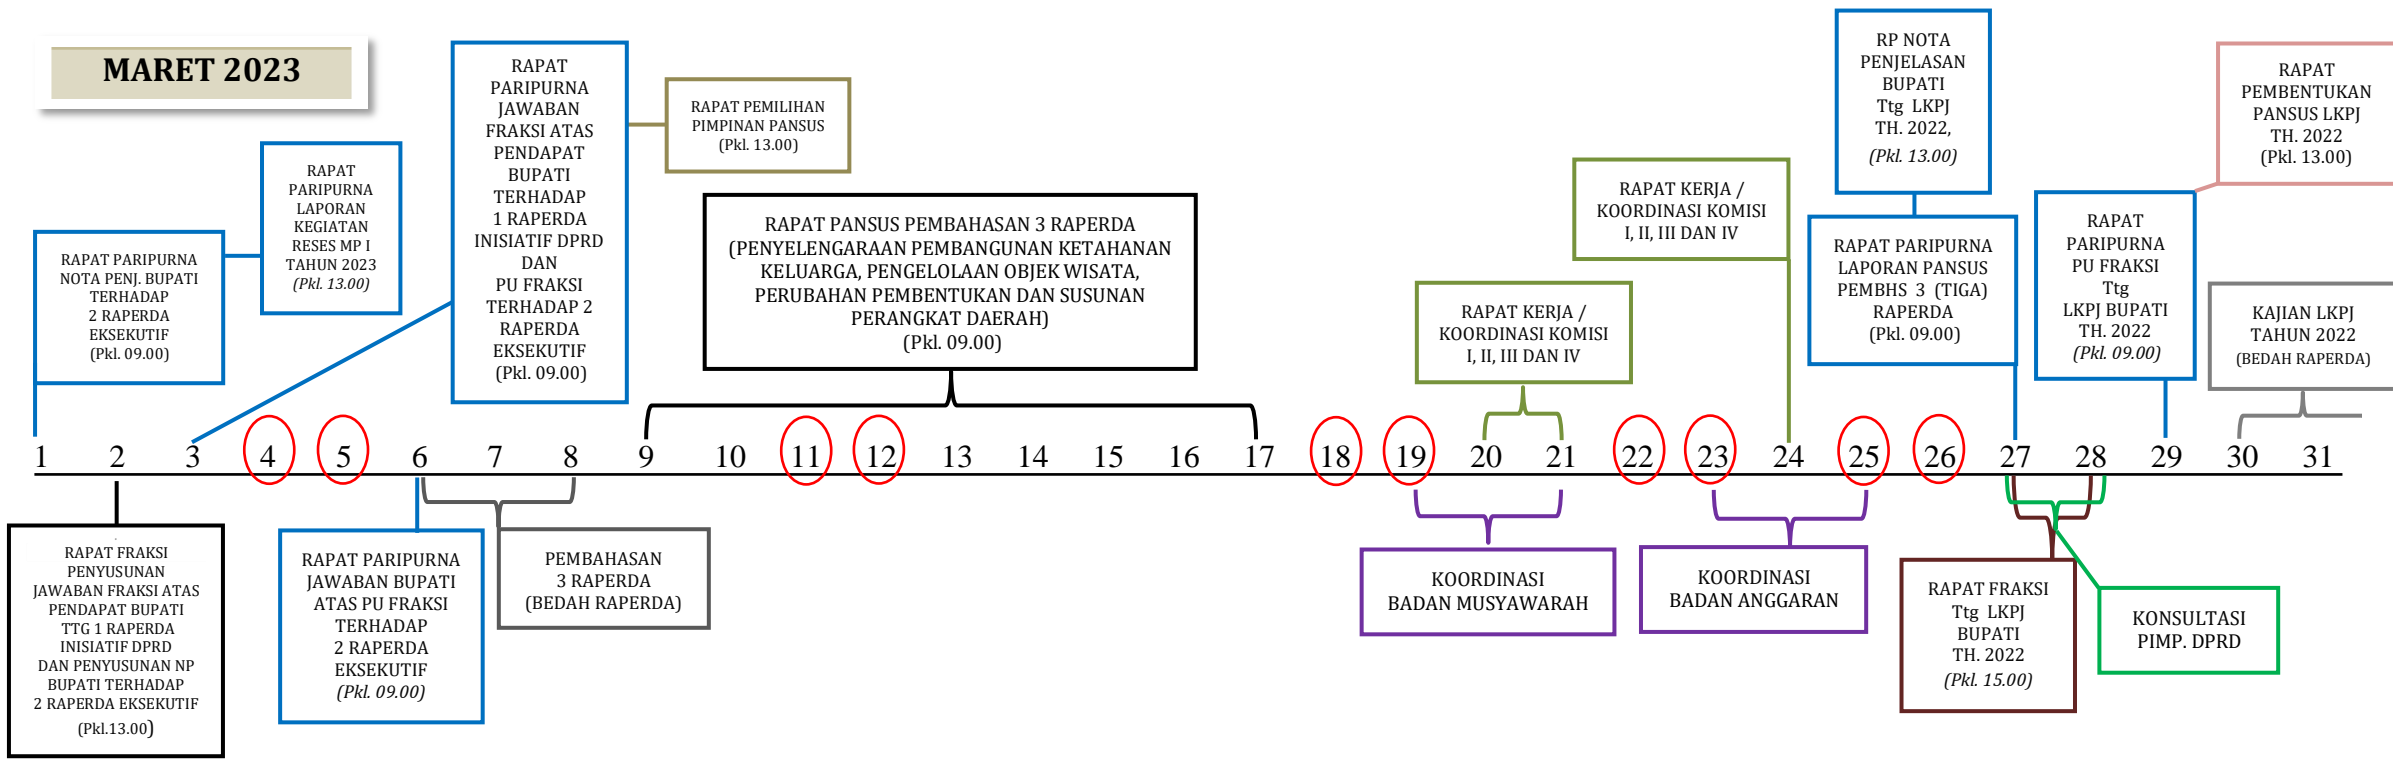 MARET 2023
RAPAT PARIPURNA
NOTA PENJ. BUPATI
TERHADAP
2 RAPERDA
EKSEKUTIF
(Pkl. 09.00)
RAPAT
PARIPURNA
LAPORAN
KEGIATAN
RESES MP I
TAHUN 2023
(Pkl. 13.00)
RAPAT
PARIPURNA
JAWABAN
FRAKSI ATAS
PENDAPAT
BUPATI
TERHADAP
1 RAPERDA
INISIATIF DPRD
DAN
PU FRAKSI
TERHADAP 2
RAPERDA
EKSEKUTIF
(Pkl. 09.00)
RAPAT PEMILIHAN
PIMPINAN PANSUS
(Pkl. 13.00)
RAPAT PANSUS PEMBAHASAN 3 RAPERDA
(PENYELENGARAAN PEMBANGUNAN KETAHANAN
KELUARGA, PENGELOLAAN OBJEK WISATA,
PERUBAHAN PEMBENTUKAN DAN SUSUNAN
PERANGKAT DAERAH)
(Pkl. 09.00)
RAPAT KERJA /
KOORDINASI KOMISI
I, II, III DAN IV
RAPAT KERJA /
KOORDINASI KOMISI
I, II, III DAN IV
RP NOTA
PENJELASAN
BUPATI
Ttg LKPJ
TH. 2022,
(Pkl. 13.00)
RAPAT PARIPURNA
LAPORAN PANSUS
PEMBHS 3 (TIGA)
RAPERDA
(Pkl. 09.00)
RAPAT
PARIPURNA
PU FRAKSI
Ttg
LKPJ BUPATI
TH. 2022
(Pkl. 09.00)
RAPAT
PEMBENTUKAN
PANSUS LKPJ
TH. 2022
(Pkl. 13.00)
KAJIAN LKPJ
TAHUN 2022
(BEDAH RAPERDA)
1 2 3 4 5 6 7 8 9 10 11 12 13 14 15 16 17 18 19 20 21 22 23 24 25 26 27 28 29 30 31
RAPAT FRAKSI
PENYUSUNAN
JAWABAN FRAKSI ATAS
PENDAPAT BUPATI
TTG 1 RAPERDA
INISIATIF DPRD
DAN PENYUSUNAN NP
BUPATI TERHADAP
2 RAPERDA EKSEKUTIF
(Pkl.13.00)
RAPAT PARIPURNA
JAWABAN BUPATI
ATAS PU FRAKSI
TERHADAP
2 RAPERDA
EKSEKUTIF
(Pkl. 09.00)
PEMBAHASAN
3 RAPERDA
(BEDAH RAPERDA)
KOORDINASI
BADAN MUSYAWARAH
KOORDINASI
BADAN ANGGARAN
RAPAT FRAKSI
Ttg LKPJ
BUPATI
TH. 2022
(Pkl. 15.00)
KONSULTASI
PIMP. DPRD